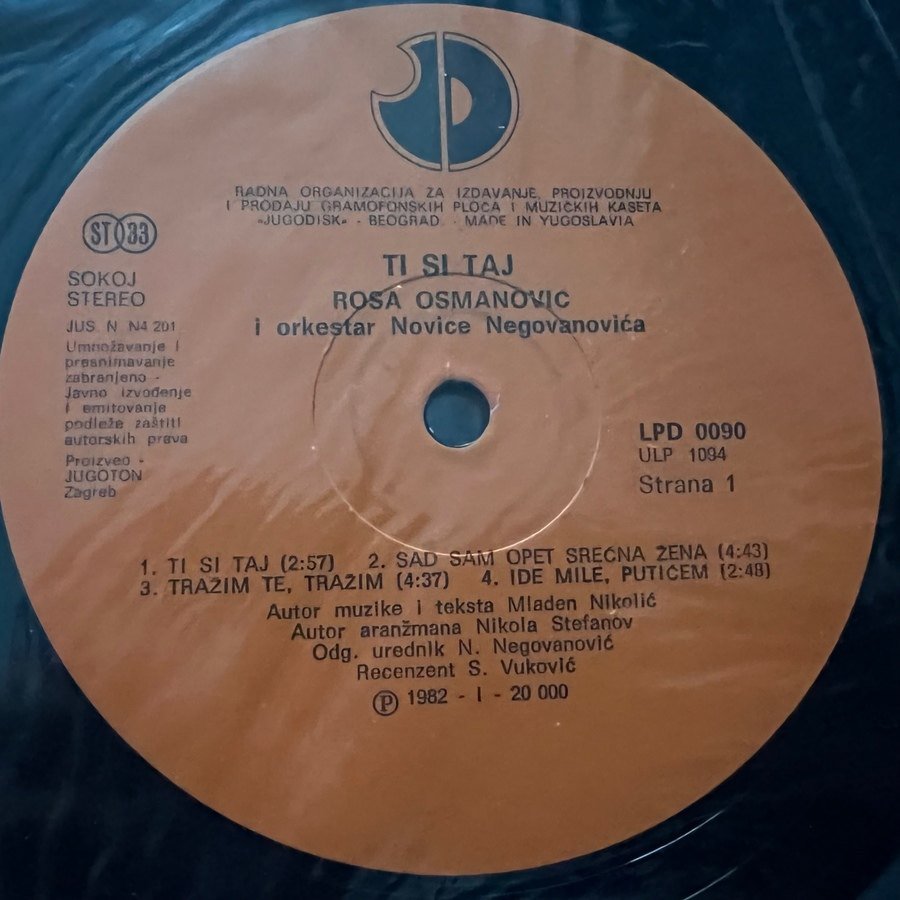 RADNA ORGANIZACIJA ZA IZDAVANJE, PROIZVODNJU
I PRODAJU GRAMOFONSKIH PLOČA I MUZIČKIH KASETA
»JUGODISK« - BEOGRAD - MADE IN YUGOSLAVIA
ST 33
SOKOJ
STEREO
JUS N N4 201
Umnožavanje i
presnimavanje
zabranjeno -
Javno izvođenje
i emitovanje
podleže zaštiti
autorskih prava
Proizveo -
JUGOTON
Zagreb
TI SI TAJ
ROSA OSMANOVIĆ
i orkestar Novice Negovanovića
LPD 0090
ULP 1094
Strana 1
1. TI SI TAJ (2:57) 2. SAD SAM OPET SREĆNA ŽENA (4:43)
3. TRAŽIM TE, TRAŽIM (4:37) 4. IDE MILE, PUTIĆEM (2:48)
Autor muzike i teksta Mladen Nikolić
Autor aranžmana Nikola Stefanov
Odg. urednik N. Negovanović
Recenzent S. Vuković
Ⓟ 1982 - I - 20 000